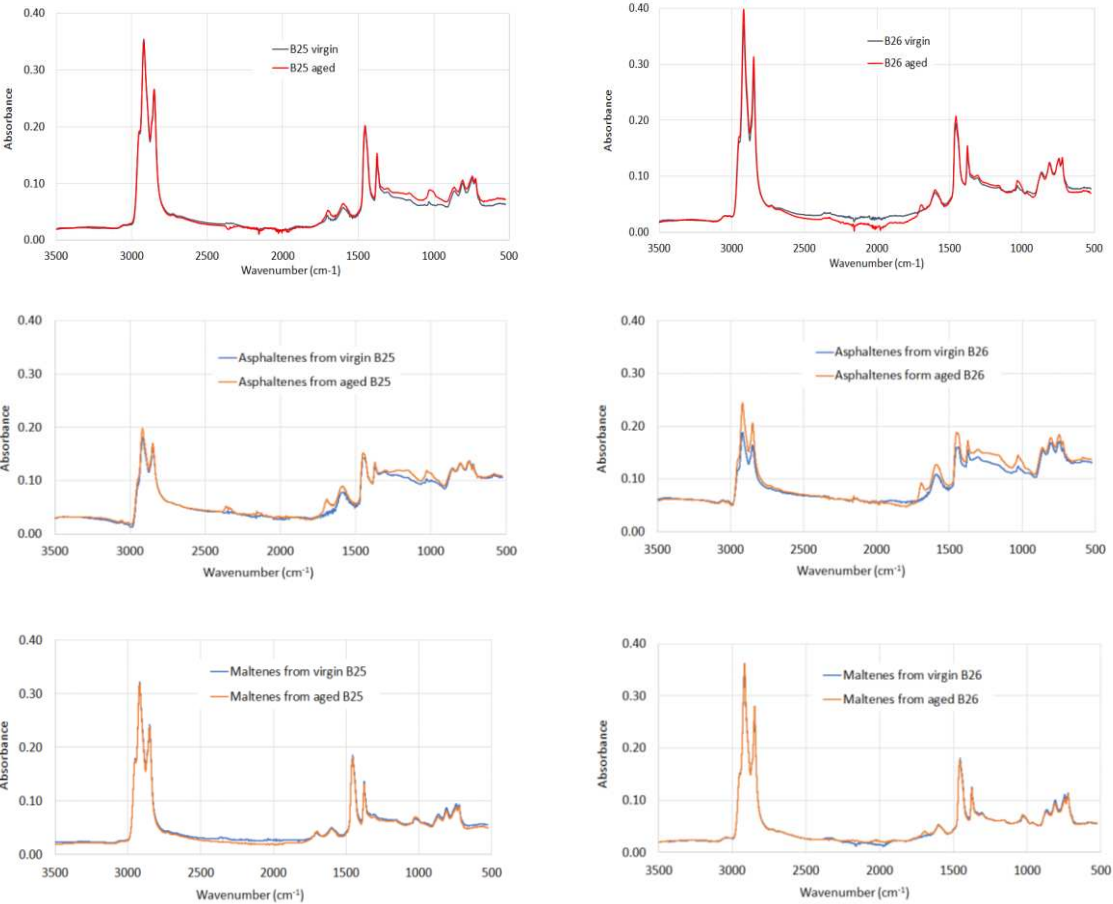 0.40
0.30
0.20
0.10
0.00
Absorbance
B25 virgin
B25 aged
3500 3000 2500 2000 1500 1000 500
Wavenumber (cm-1)
0.40
0.30
0.20
0.10
0.00
Absorbance
B26 virgin
B26 aged
3500 3000 2500 2000 1500 1000 500
Wavenumber (cm-1)
0.40
0.30
0.20
0.10
0.00
Absorbance
Asphaltenes from virgin B25
Asphaltenes from aged B25
3500 3000 2500 2000 1500 1000 500
Wavenumber (cm⁻¹)
0.40
0.30
0.20
0.10
0.00
Absorbance
Asphaltenes from virgin B26
Asphaltenes form aged B26
3500 3000 2500 2000 1500 1000 500
Wavenumber (cm⁻¹)
0.40
0.30
0.20
0.10
0.00
Absorbance
Maltenes from virgin B25
Maltenes from aged B25
3500 3000 2500 2000 1500 1000 500
Wavenumber (cm⁻¹)
0.40
0.30
0.20
0.10
0.00
Absorbance
Maltenes from virgin B26
Maltenes from aged B26
3500 3000 2500 2000 1500 1000 500
Wavenumber (cm⁻¹)